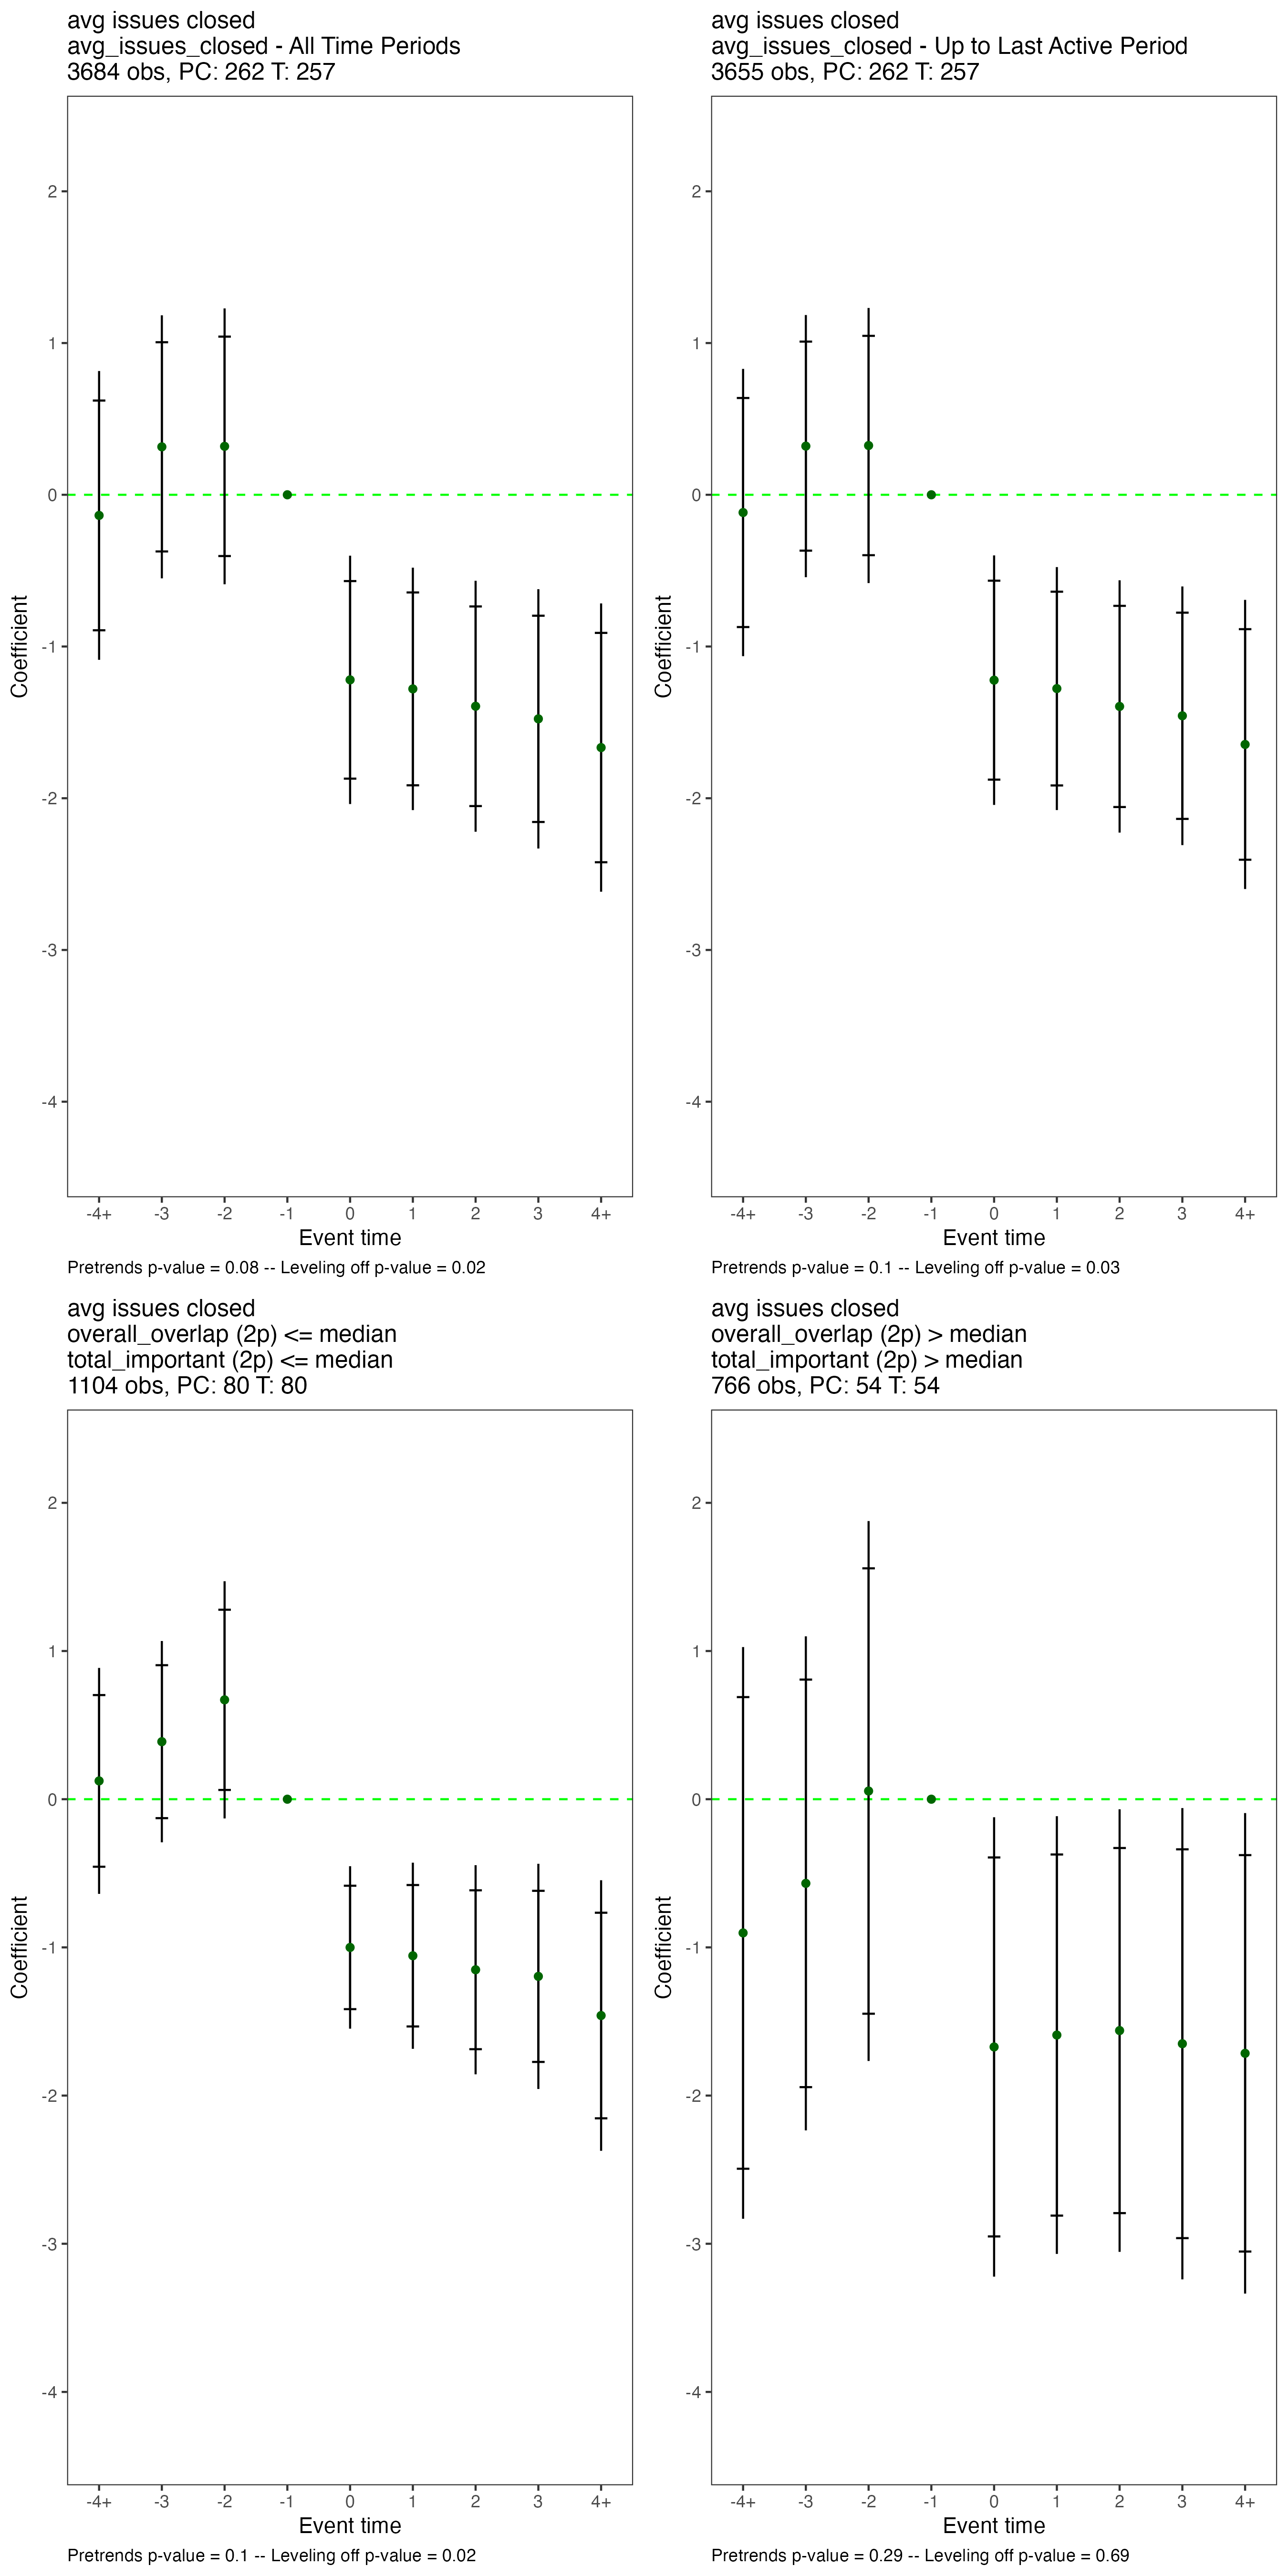 avg issues closed
avg_issues_closed - All Time Periods
3684 obs, PC: 262 T: 257
2
1
0
-1
-2
-3
-4
Coefficient
-4+ -3 -2 -1 0 1 2 3 4+
Event time
Pretrends p-value = 0.08 -- Leveling off p-value = 0.02
avg issues closed
avg_issues_closed - Up to Last Active Period
3655 obs, PC: 262 T: 257
2
1
0
-1
-2
-3
-4
Coefficient
-4+ -3 -2 -1 0 1 2 3 4+
Event time
Pretrends p-value = 0.1 -- Leveling off p-value = 0.03
avg issues closed
overall_overlap (2p) <= median
total_important (2p) <= median
1104 obs, PC: 80 T: 80
2
1
0
-1
-2
-3
-4
Coefficient
-4+ -3 -2 -1 0 1 2 3 4+
Event time
Pretrends p-value = 0.1 -- Leveling off p-value = 0.02
avg issues closed
overall_overlap (2p) > median
total_important (2p) > median
766 obs, PC: 54 T: 54
2
1
0
-1
-2
-3
-4
Coefficient
-4+ -3 -2 -1 0 1 2 3 4+
Event time
Pretrends p-value = 0.29 -- Leveling off p-value = 0.69